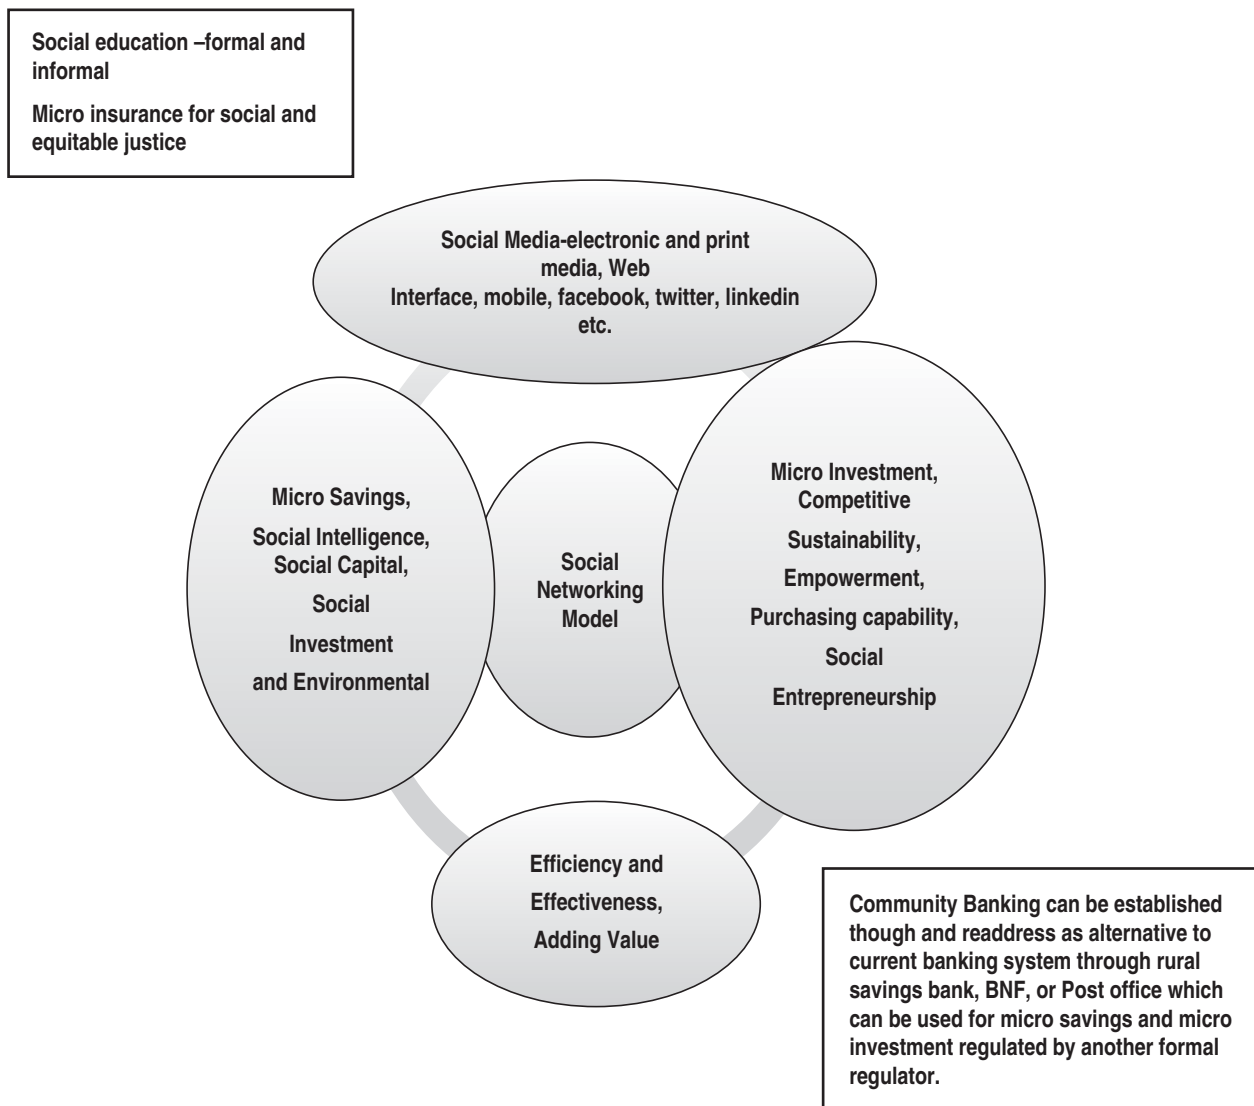 Social education –formal and
informal
Micro insurance for social and
equitable justice
Social Media-electronic and print
media, Web
Interface, mobile, facebook, twitter, linkedin
etc.
Micro Savings,
Social Intelligence,
Social Capital,
Social
Investment
and Environmental
Social
Networking
Model
Micro Investment,
Competitive
Sustainability,
Empowerment,
Purchasing capability,
Social
Entrepreneurship
Efficiency and
Effectiveness,
Adding Value
Community Banking can be established
though and readdress as alternative to
current banking system through rural
savings bank, BNF, or Post office which
can be used for micro savings and micro
investment regulated by another formal
regulator.